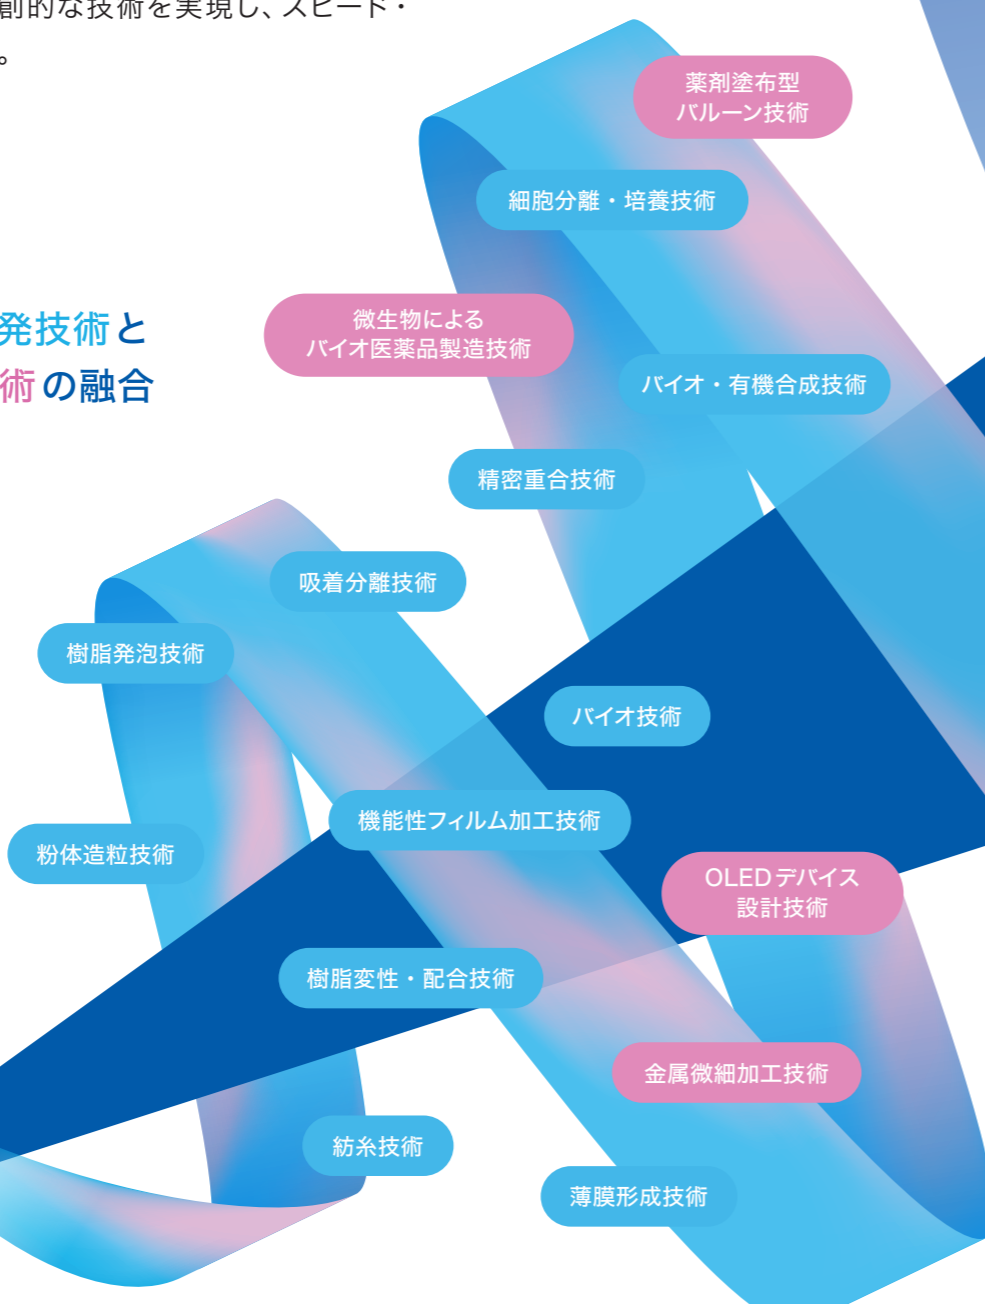 創的な技術を実現し、スピード・
。
薬剤塗布型
バルーン技術
細胞分離・培養技術
微生物による
バイオ医薬品製造技術
発技術と
術の融合
バイオ・有機合成技術
精密重合技術
吸着分離技術
樹脂発泡技術
バイオ技術
機能性フィルム加工技術
粉体造粒技術
OLEDデバイス
設計技術
樹脂変性・配合技術
金属微細加工技術
紡糸技術
薄膜形成技術